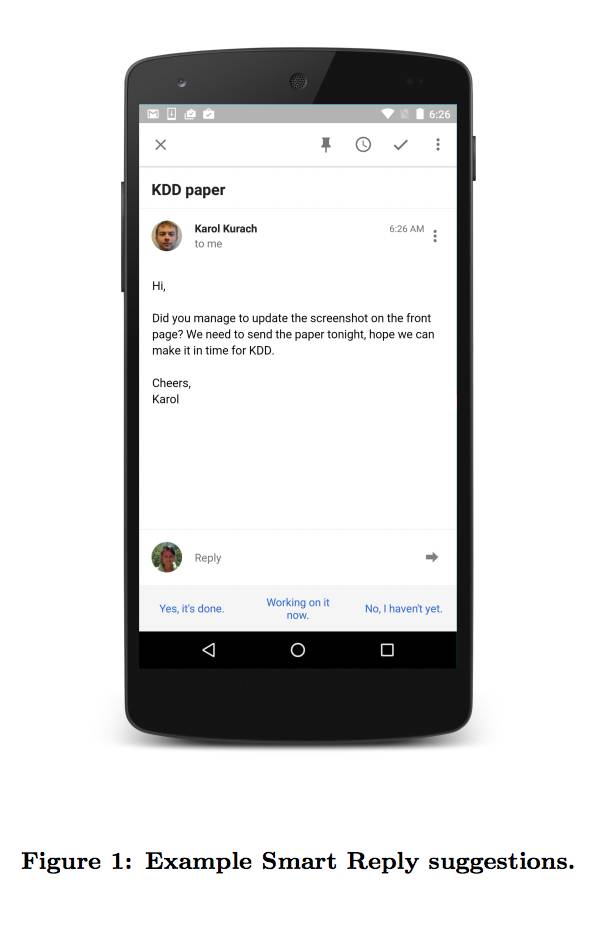 6:26
KDD paper
Karol Kurach
6:26 AM
to me
Hi,
Did you manage to update the screenshot on the front
page? We need to send the paper tonight, hope we can
make it in time for KDD.
Cheers,
Karol
Reply
Yes, it's done.
Working on it
now.
No, I haven't yet.
Figure 1: Example Smart Reply suggestions.